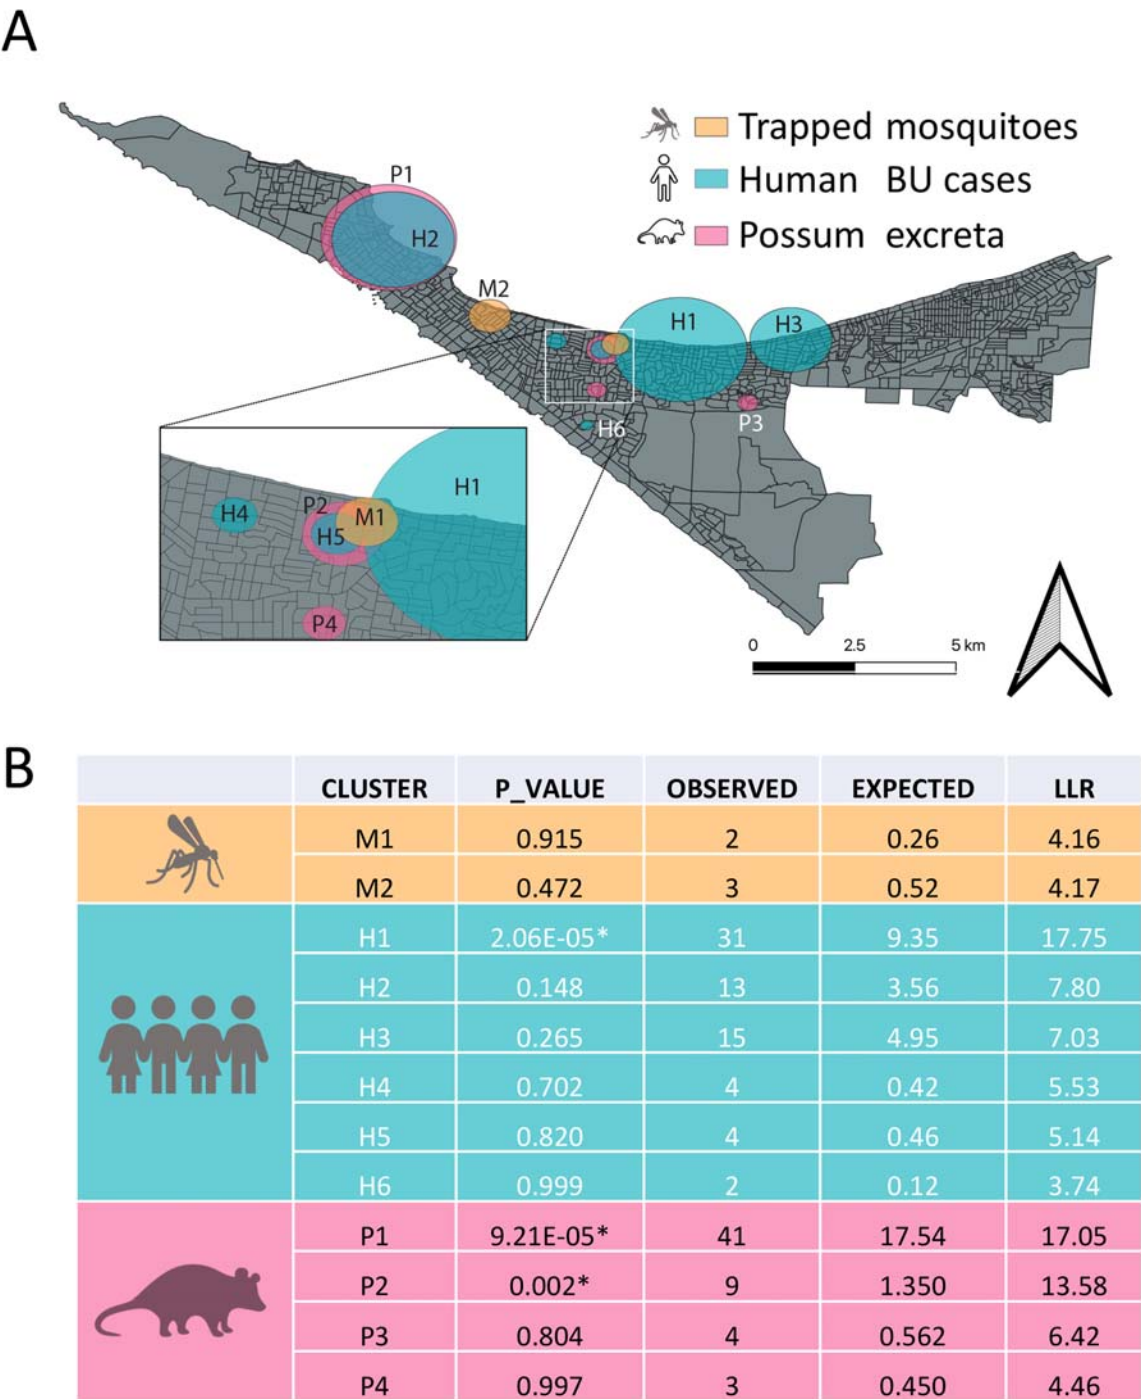 A
Trapped mosquitoes
Human BU cases
Possum excreta
P1
H2
M2
H1
H3
P3
H6
H1
H4
P2
M1
H5
P4
0 2.5 5 km
B
CLUSTER P_VALUE OBSERVED EXPECTED LLR
M1 0.915 2 0.26 4.16
M2 0.472 3 0.52 4.17
H1 2.06E-05* 31 9.35 17.75
H2 0.148 13 3.56 7.80
H3 0.265 15 4.95 7.03
H4 0.702 4 0.42 5.53
H5 0.820 4 0.46 5.14
H6 0.999 2 0.12 3.74
P1 9.21E-05* 41 17.54 17.05
P2 0.002* 9 1.350 13.58
P3 0.804 4 0.562 6.42
P4 0.997 3 0.450 4.46